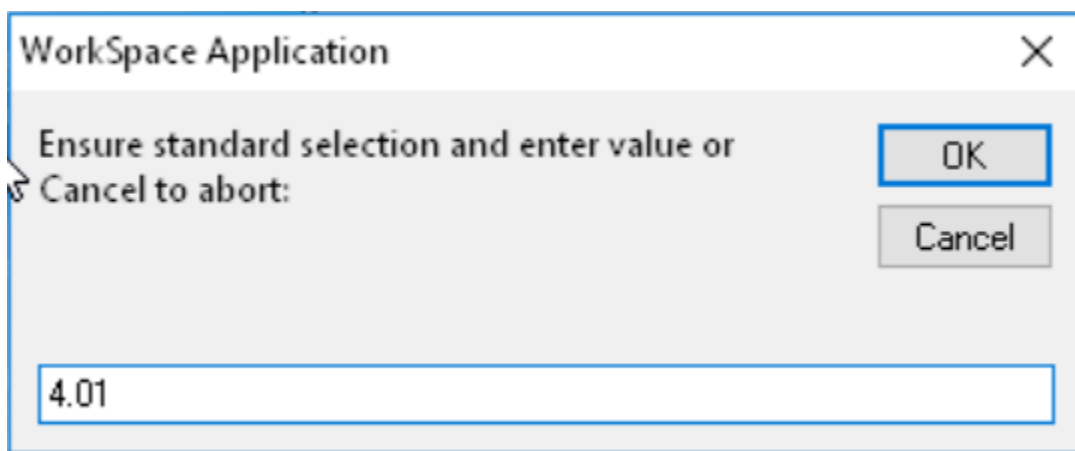 WorkSpace Application
Ensure standard selection and enter value or
Cancel to abort:
OK
Cancel
4.01